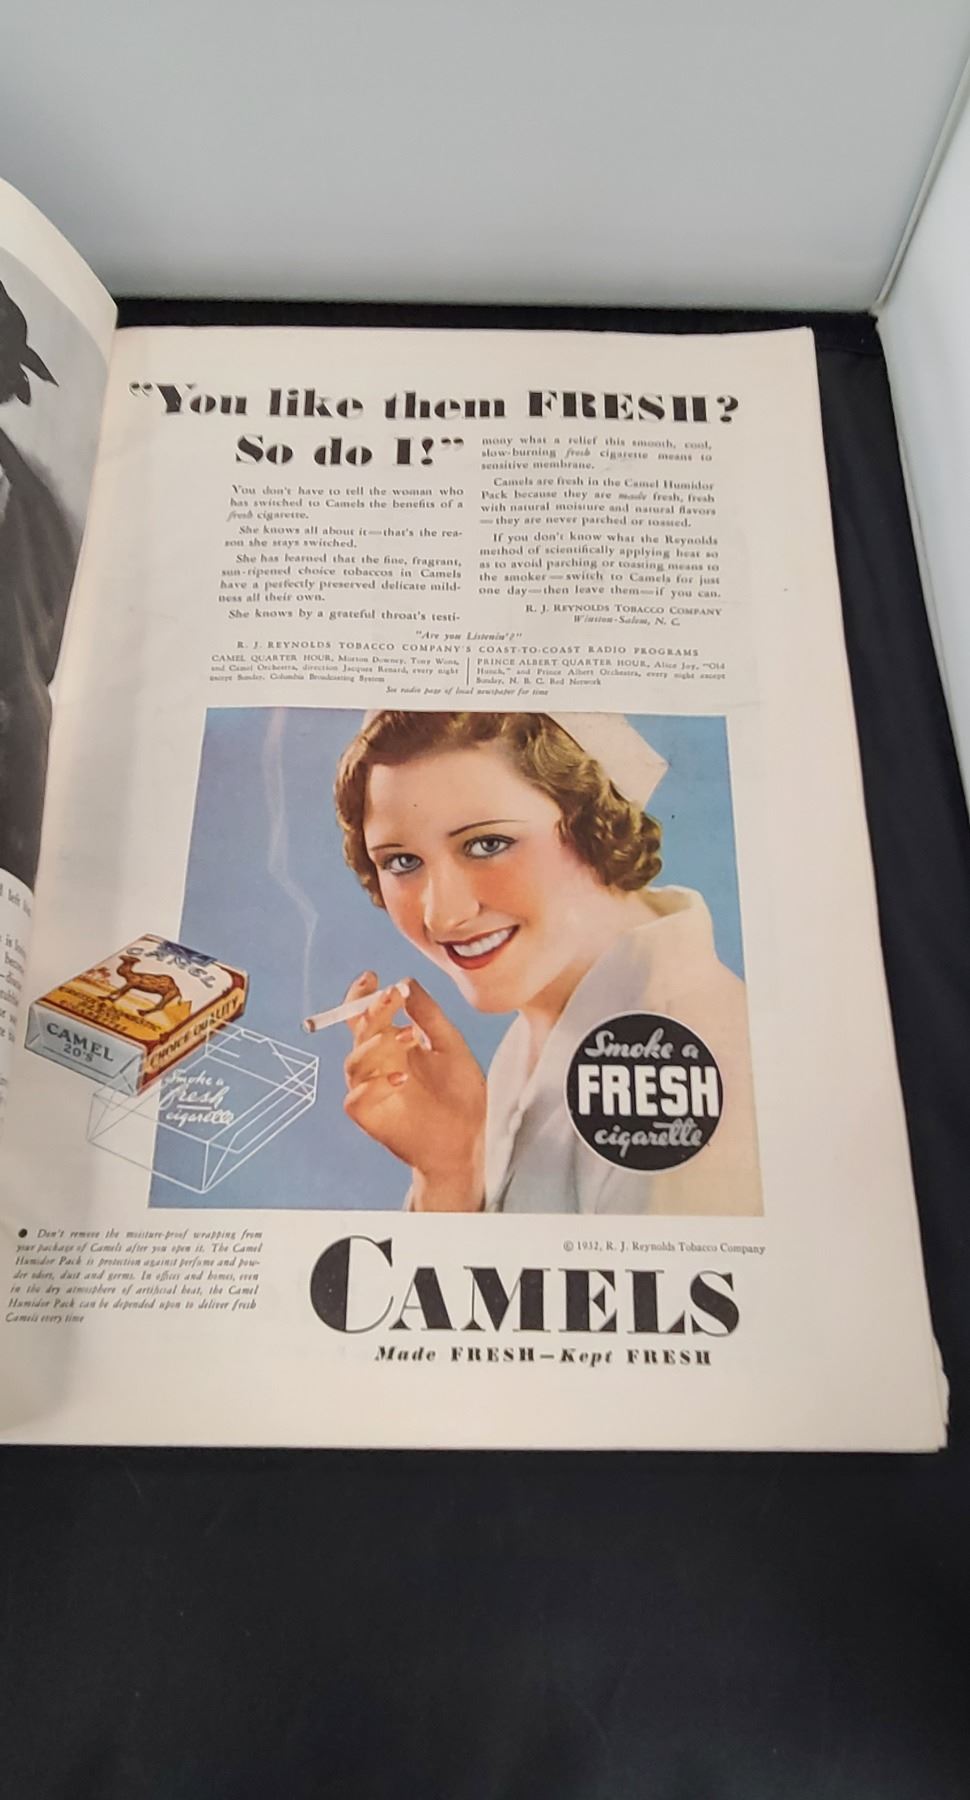 "You like them FRESH?
So do I!"
You don't have to tell the woman who
has switched to Camels the benefits of a
fresh cigarette.
She knows all about it—that's the rea-
son she stays switched.
She has learned that the fine, fragrant,
sun-ripened choice tobaccos in Camels
have a perfectly preserved delicate mild-
ness all their own.
She knows by a grateful throat's testi-
mony what a relief this smooth, cool,
slow-burning fresh cigarette means to
sensitive membrane.
Camels are fresh in the Camel Humidor
Pack because they are made fresh, fresh
with natural moisture and natural flavors
—they are never parched or toasted.
If you don't know what the Reynolds
method of scientifically applying heat so
as to avoid parching or toasting means to
the smoker—switch to Camels for just
one day—then leave them—if you can.
R. J. REYNOLDS TOBACCO COMPANY
Winston-Salem, N. C.
"Are you Listenin'?"
R. J. REYNOLDS TOBACCO COMPANY'S COAST-TO-COAST RADIO PROGRAMS
CAMEL QUARTER HOUR, Morton Downey, Tony Wons,
and Camel Orchestra, direction Jacques Renard, every night
except Sunday, Columbia Broadcasting System
PRINCE ALBERT QUARTER HOUR, Alice Joy, "Old
Hunch," and Prince Albert Orchestra, every night except
Sunday, N. B. C. Red Network
See radio page of local newspaper for time
CAMEL
CHOICE QUALITY
CAMEL
20'S
Smoke a
fresh
cigarette
Smoke a
FRESH
cigarette
● Don't remove the moisture-proof wrapping from
your package of Camels after you open it. The Camel
Humidor Pack is protection against perfume and pow-
der odors, dust and germs. In offices and homes, even
in the dry atmosphere of artificial heat, the Camel
Humidor Pack can be depended upon to deliver fresh
Camels every time
© 1932, R. J. Reynolds Tobacco Company
CAMELS
Made FRESH—Kept FRESH